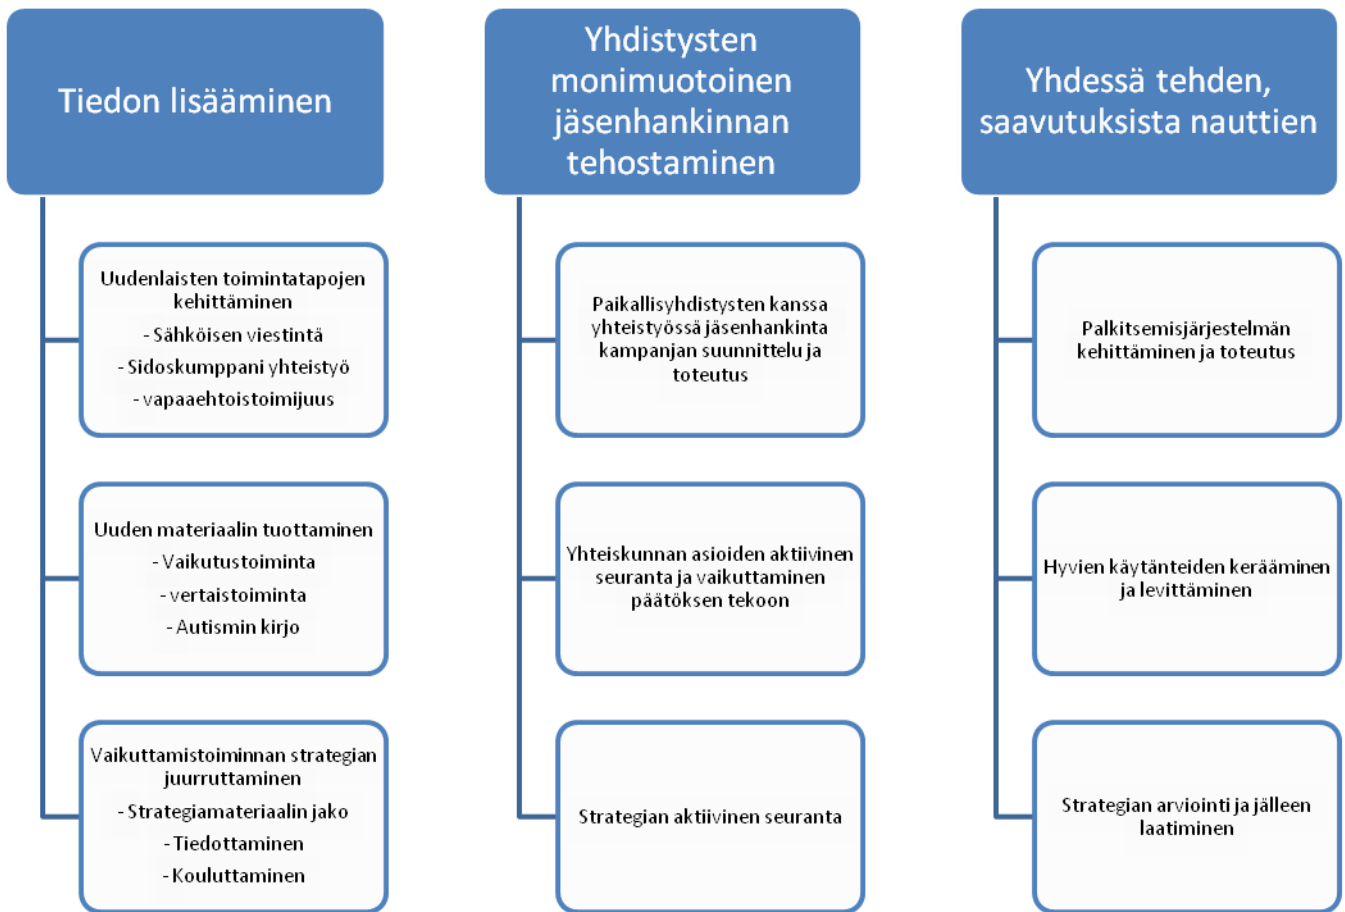 Tiedon lisääminen
Uudenlaisten toimintatapojen
kehittäminen
- Sähköisen viestintä
- Sidoskumppani yhteistyö
- vapaaehtoistoimijuus
Uuden materiaalin tuottaminen
- Vaikutustoiminta
- vertaistoiminta
- Autismin kirjo
Vaikuttamistoiminnan strategian
juurruttaminen
- Strategiamateriaalin jako
- Tiedottaminen
- Kouluttaminen
Yhdistysten
monimuotoinen
jäsenhankinnan
tehostaminen
Paikallisyhdistysten kanssa
yhteistyössä jäsenhankinta
kampanjan suunnittelu ja
toteutus
Yhteiskunnan asioiden aktiivinen
seuranta ja vaikuttaminen
päätöksen tekoon
Strategian aktiivinen seuranta
Yhdessä tehden,
saavutuksista nauttien
Palkitsemisjärjestelmän
kehittäminen ja toteutus
Hyvien käytänteiden kerääminen
ja levittäminen
Strategian arviointi ja jälleen
laatiminen